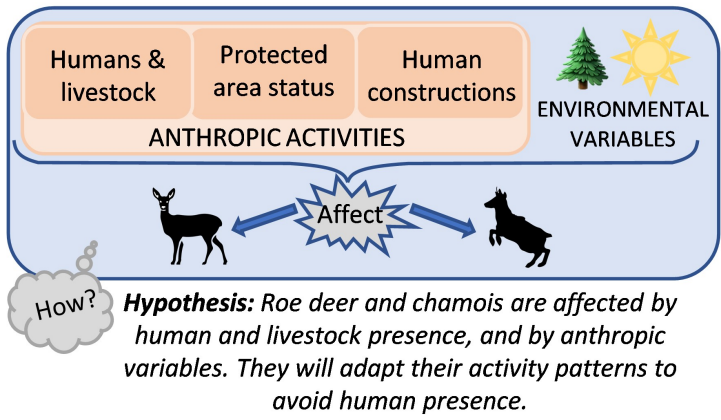 Humans &
livestock
Protected
area status
Human
constructions
ANTHROPIC ACTIVITIES
ENVIRONMENTAL
VARIABLES
Affect
How?
Hypothesis: Roe deer and chamois are affected by
human and livestock presence, and by anthropic
variables. They will adapt their activity patterns to
avoid human presence.